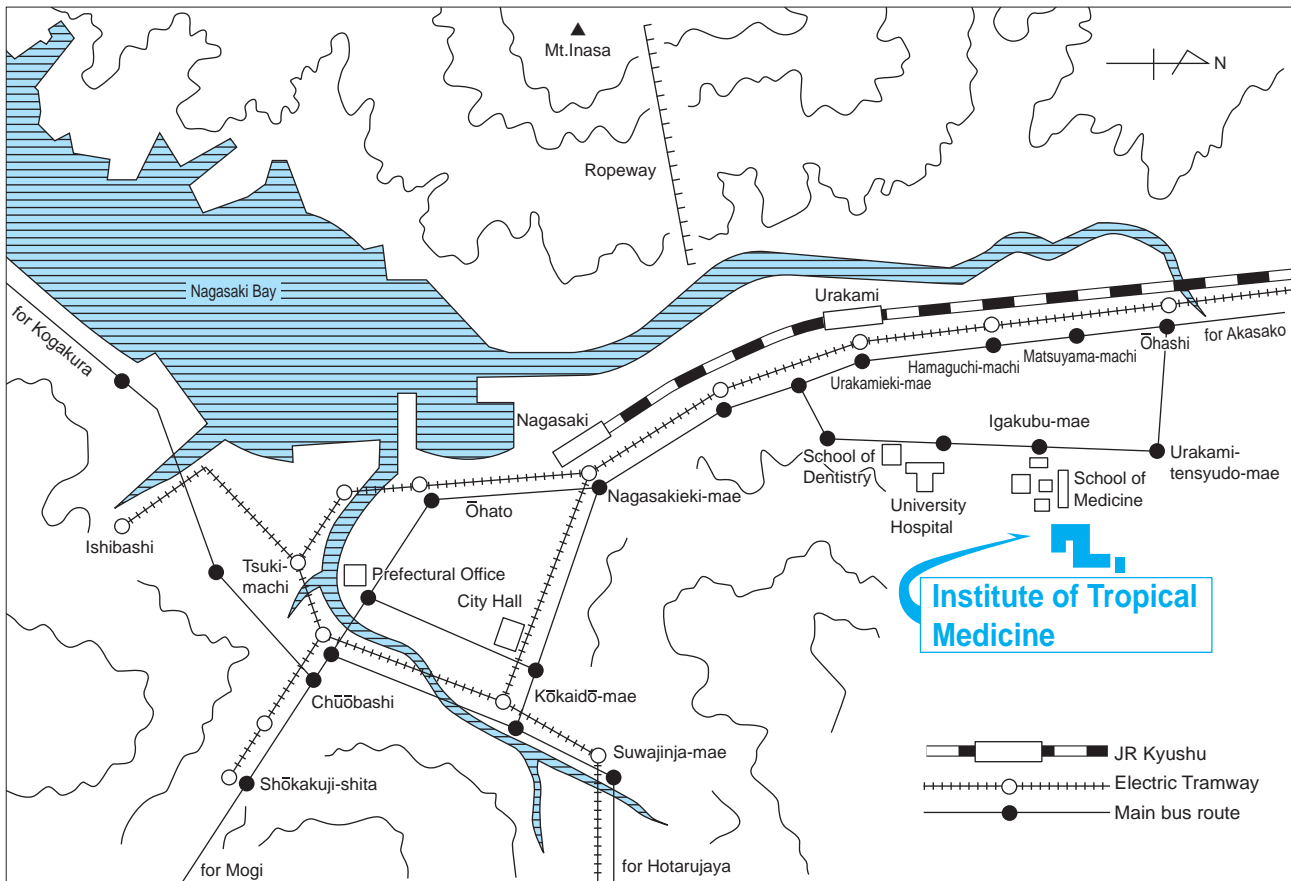 Mt.Inasa
N
Ropeway
Nagasaki Bay
Urakami
for Kogakura
Ōhashi
for Akasako
Matsuyama-machi
Hamaguchi-machi
Urakamieki-mae
Nagasaki
Igakubu-mae
School of
Dentistry
Urakami-
tensyudo-mae
School of
Medicine
University
Hospital
Nagasakieki-mae
Ōhato
Ishibashi
Tsuki-
machi
Prefectural Office
City Hall
Institute of Tropical
Medicine
Kōkaidō-mae
Chūōbashi
Suwajinja-mae
Shōkakuji-shita
JR Kyushu
Electric Tramway
Main bus route
for Mogi
for Hotarujaya